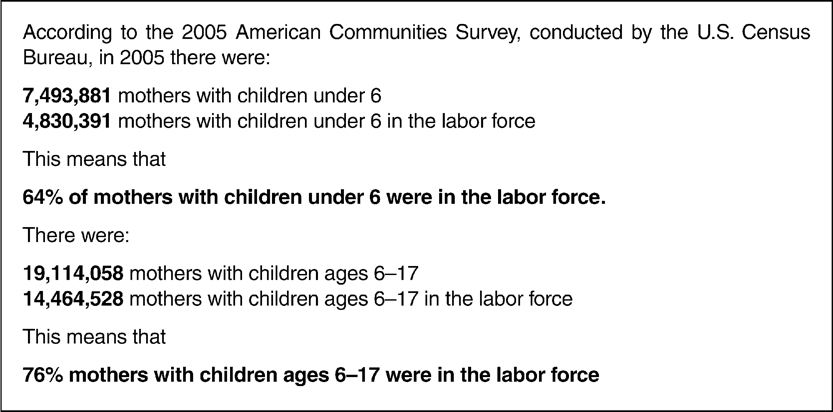 According to the 2005 American Communities Survey, conducted by the U.S. Census
Bureau, in 2005 there were:
7,493,881 mothers with children under 6
4,830,391 mothers with children under 6 in the labor force
This means that
64% of mothers with children under 6 were in the labor force.
There were:
19,114,058 mothers with children ages 6–17
14,464,528 mothers with children ages 6–17 in the labor force
This means that
76% mothers with children ages 6–17 were in the labor force